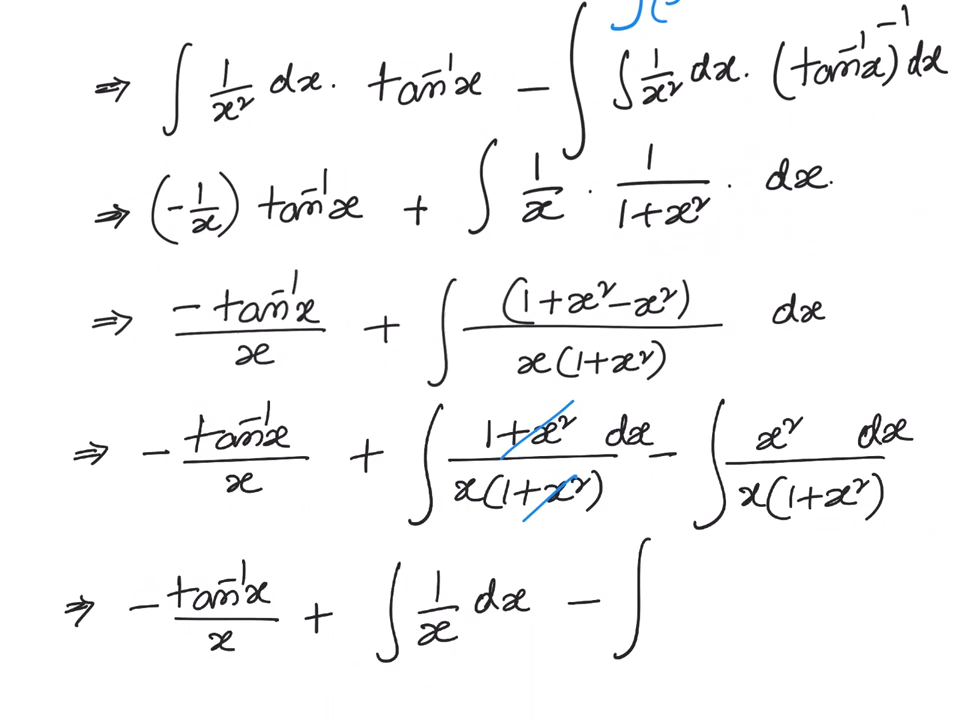 ⇒ ∫ 1/x² dx. tan⁻¹x − ∫ ∫ 1/x² dx. (tan⁻¹x)⁻¹ dx
⇒ (−1/x) tan⁻¹x + ∫ 1/x . 1/(1+x²) . dx.
⇒ −tan⁻¹x/x + ∫ (1+x²−x²)/(x(1+x²)) dx
⇒ − tan⁻¹x/x + ∫ (1+x²)/(x(1+x²)) dx − ∫ x² dx/(x(1+x²))
⇒ − tan⁻¹x/x + ∫ 1/x dx − ∫